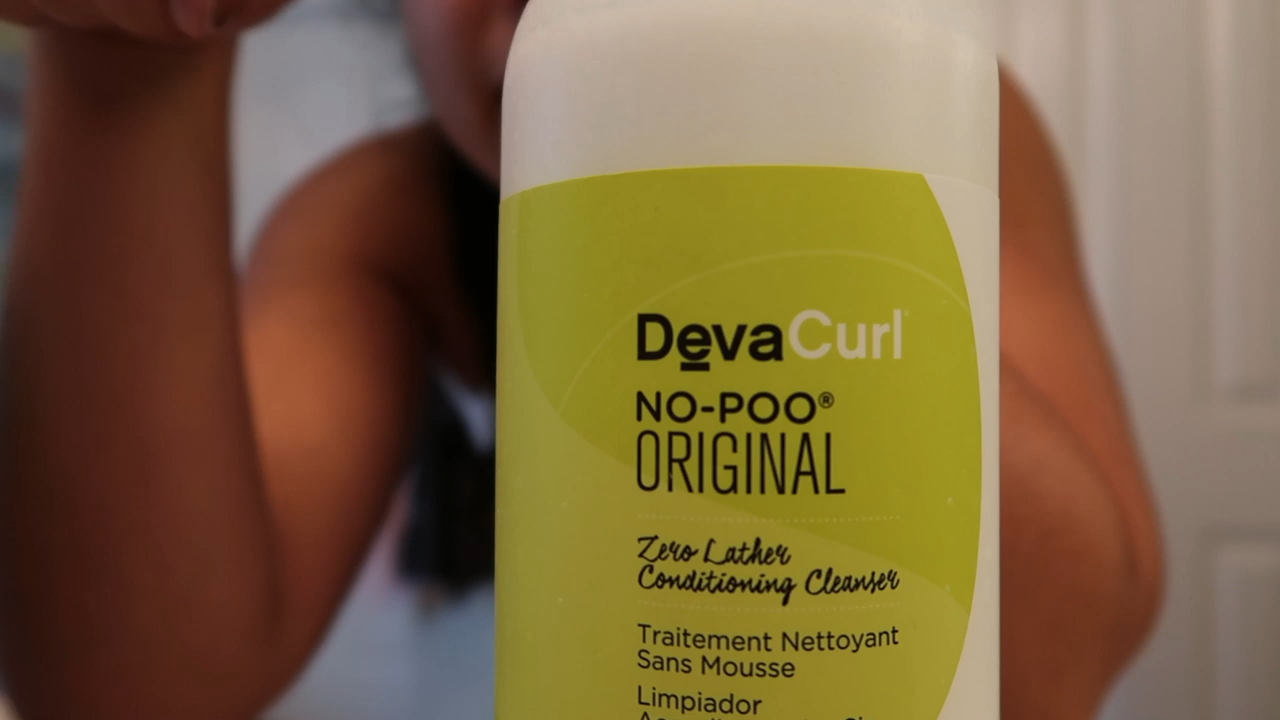 DevaCurl
NO-POO®
ORIGINAL
Zero Lather
Conditioning Cleanser
Traitement Nettoyant
Sans Mousse
Limpiador